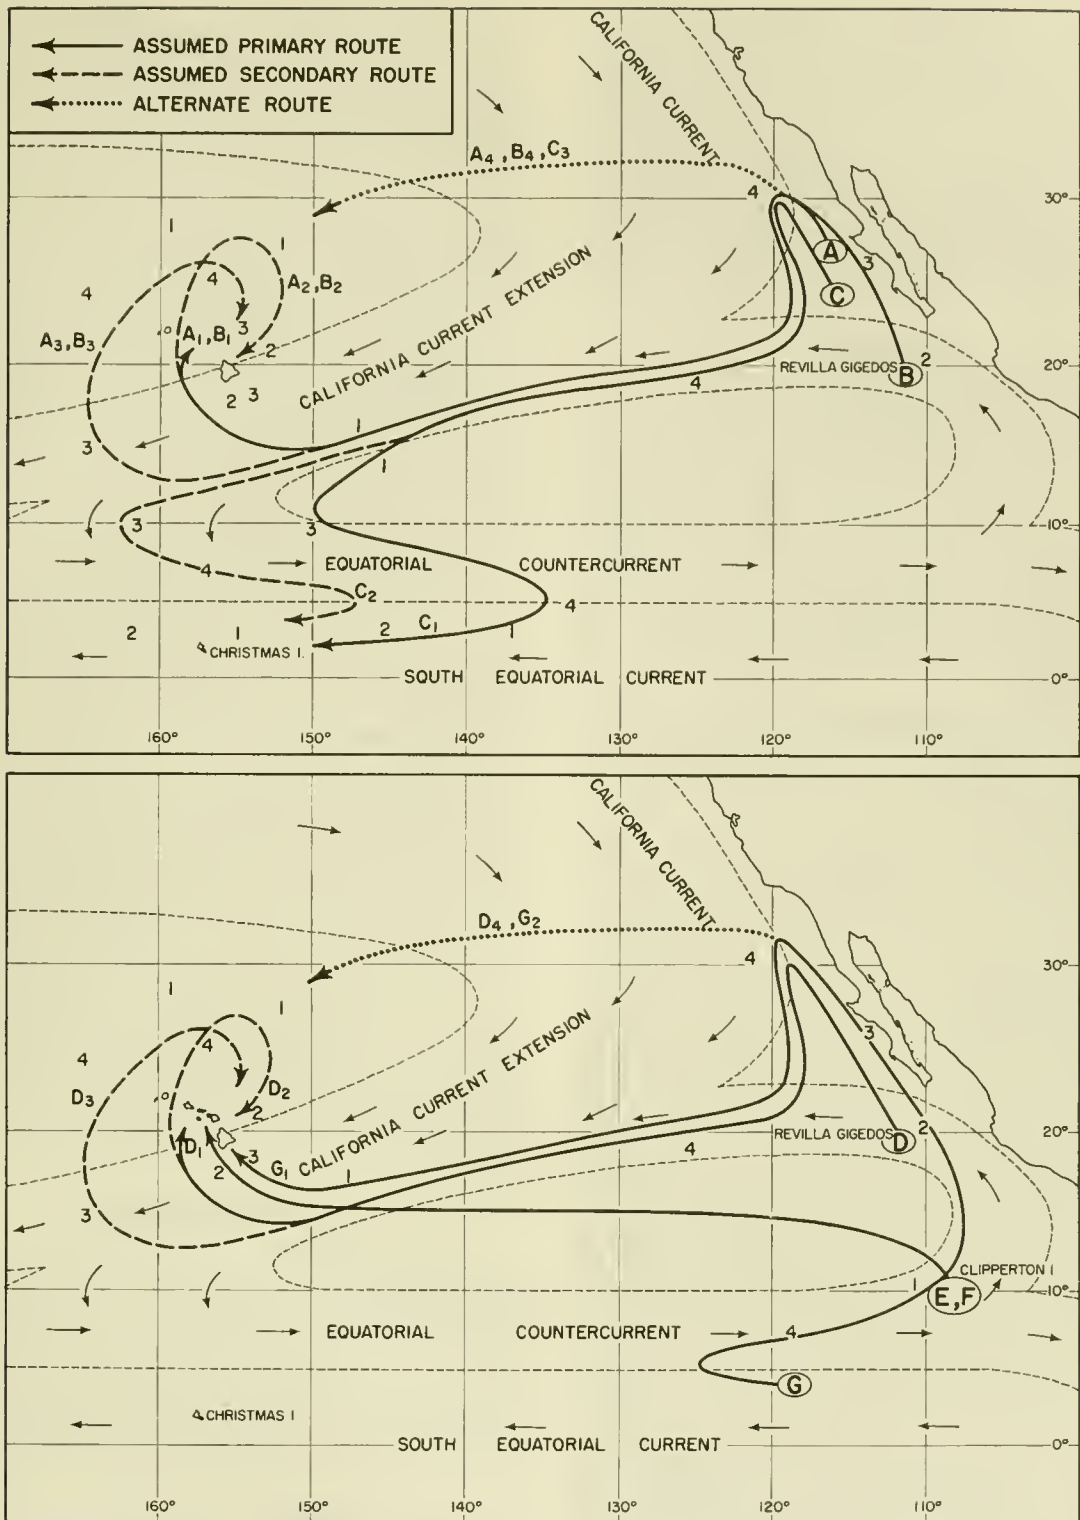 ASSUMED PRIMARY ROUTE
ASSUMED SECONDARY ROUTE
ALTERNATE ROUTE
CALIFORNIA CURRENT
A4, B4, C3
4
30°
1
1
A
3
4
4
A2, B2
C
A3, B3
A1, B1
3
2
CALIFORNIA CURRENT EXTENSION
REVILLA GIGEDOS
B
2
20°
4
2
3
1
3
1
3
3
10°
4
EQUATORIAL COUNTERCURRENT
C2
4
2
1
2
C1
1
CHRISTMAS I.
SOUTH EQUATORIAL CURRENT
0°
160° 150° 140° 130° 120° 110°
CALIFORNIA CURRENT
D4, G2
4
30°
1
1
3
4
4
D3
D2
2
CALIFORNIA CURRENT EXTENSION
REVILLA GIGEDOS
D
2
20°
D1
3
2
G1
1
4
3
CLIPPERTON I
1
E, F
10°
EQUATORIAL COUNTERCURRENT
4
G
CHRISTMAS I
SOUTH EQUATORIAL CURRENT
0°
160° 150° 140° 130° 120° 110°